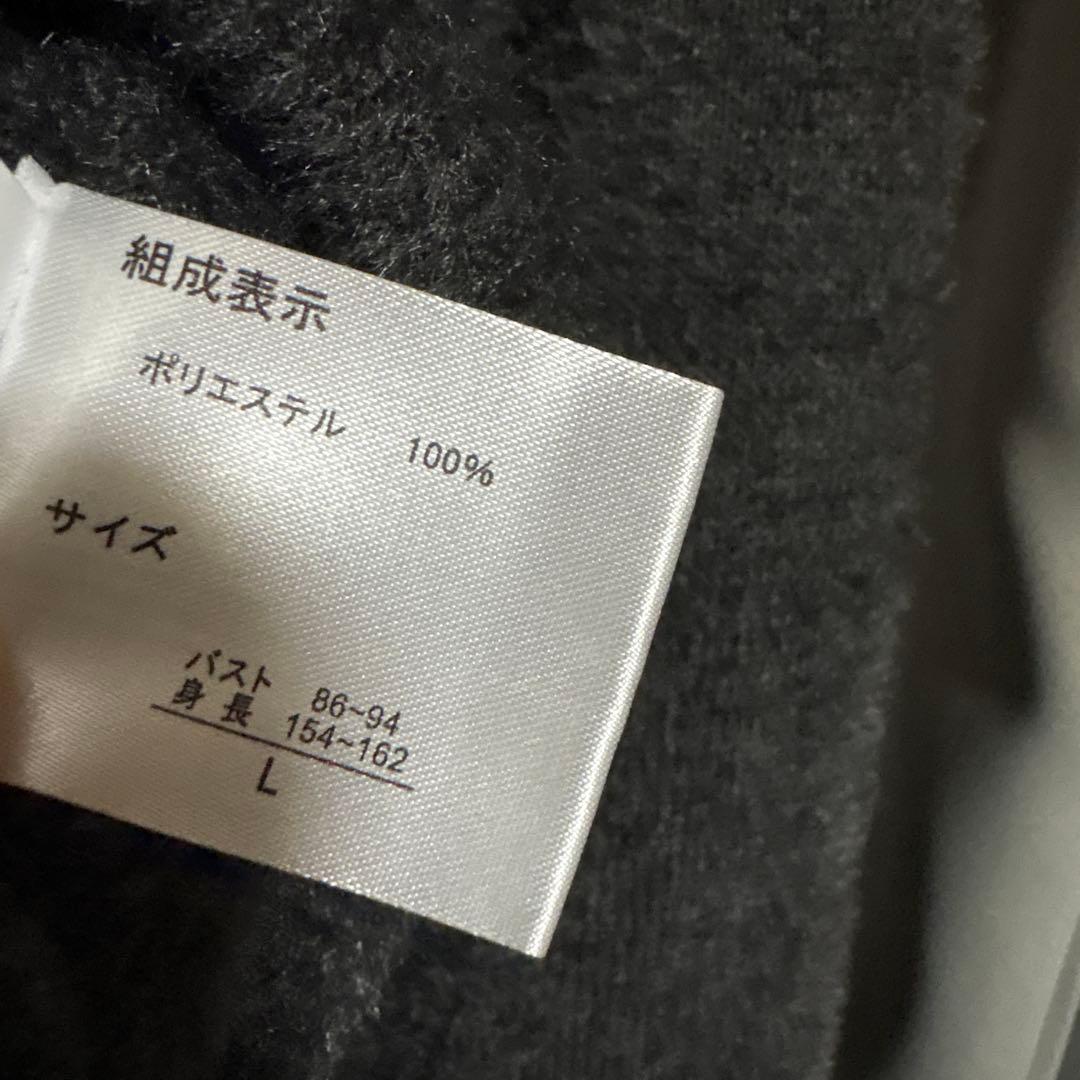 組成表示
ポリエステル 100%
サイズ
バスト 86~94
身長 154~162
L